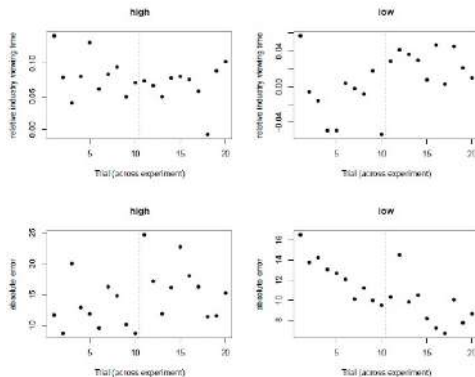 high
low
relative industry viewing time
0.00 0.05 0.10
5 10 15 20
Trial (across experiment)
relative industry viewing time
-0.04 0.00 0.04
5 10 15 20
Trial (across experiment)
high
low
absolute error
10 15 20 25
5 10 15 20
Trial (across experiment)
absolute error
8 10 12 14 16
5 10 15 20
Trial (across experiment)